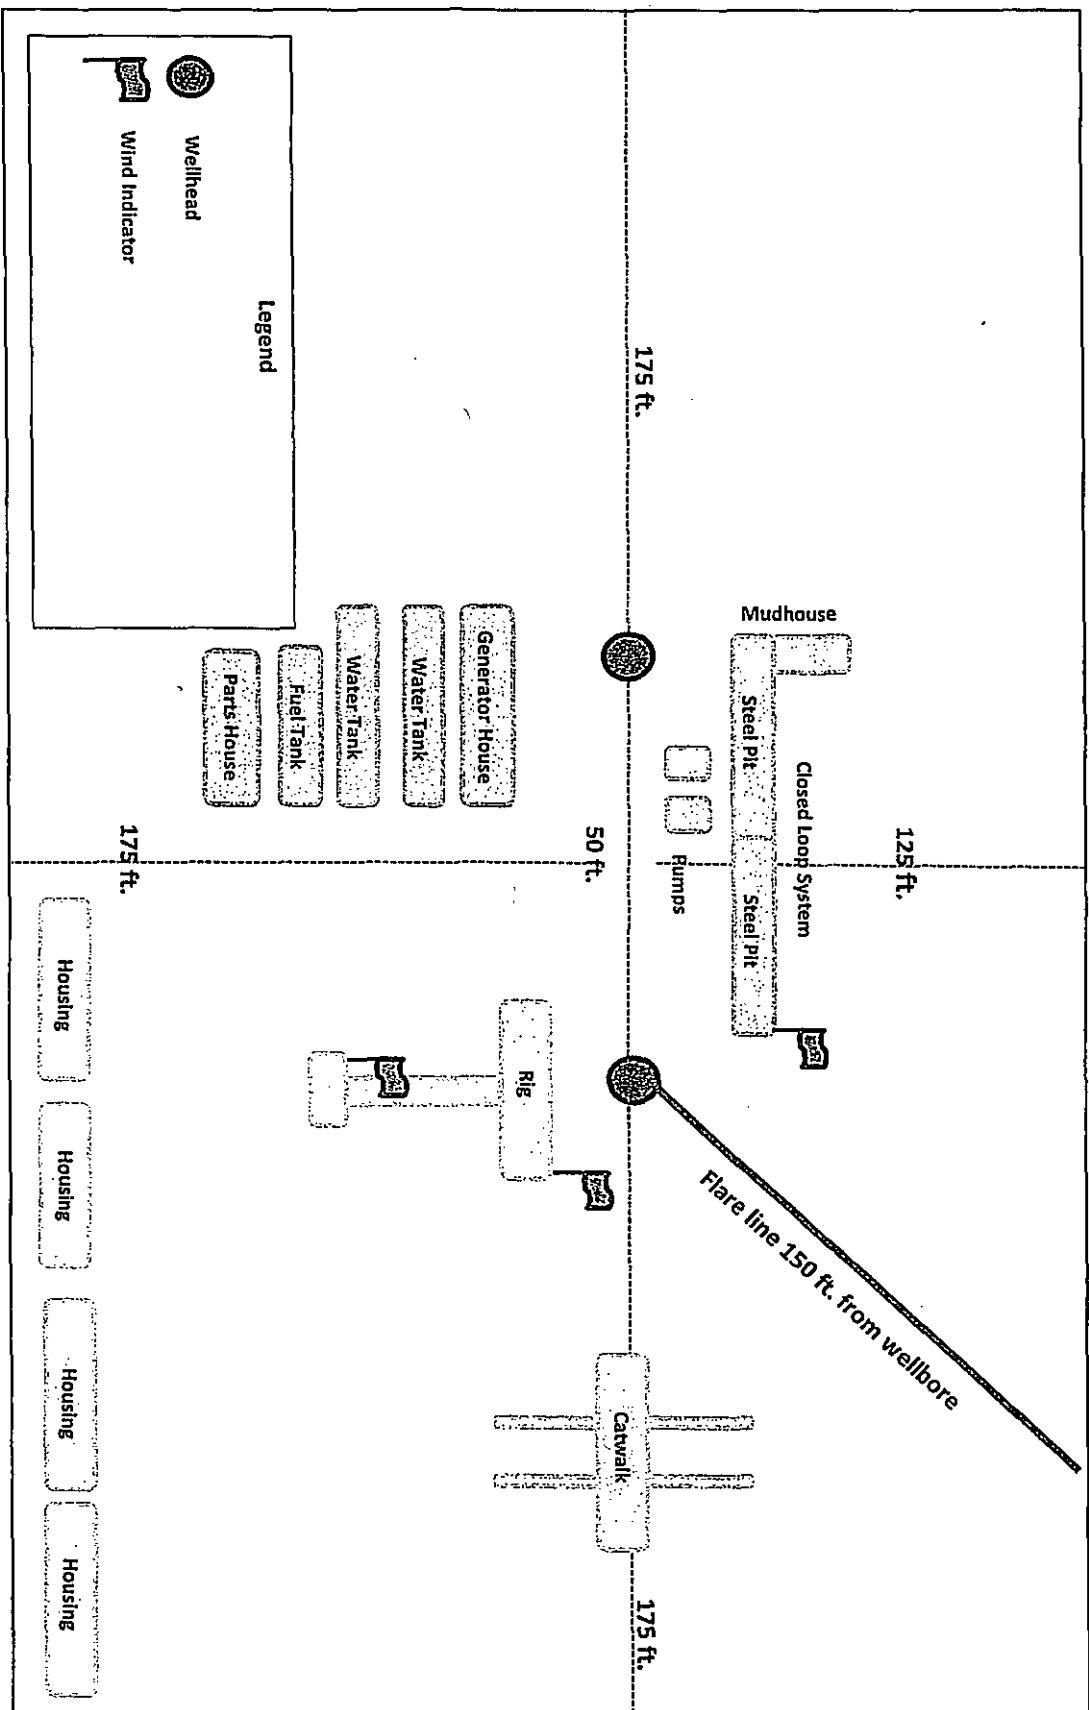 125 ft.
Mudhouse
Closed Loop System
Steel Pit
Steel Pit
Flare line 150 ft. from wellbore
Pumps
175 ft.
175 ft.
50 ft.
Catwalk
Rig
Generator House
Water Tank
Water Tank
Fuel Tank
Parts House
Legend
Wellhead
Wind Indicator
175 ft.
Housing
Housing
Housing
Housing